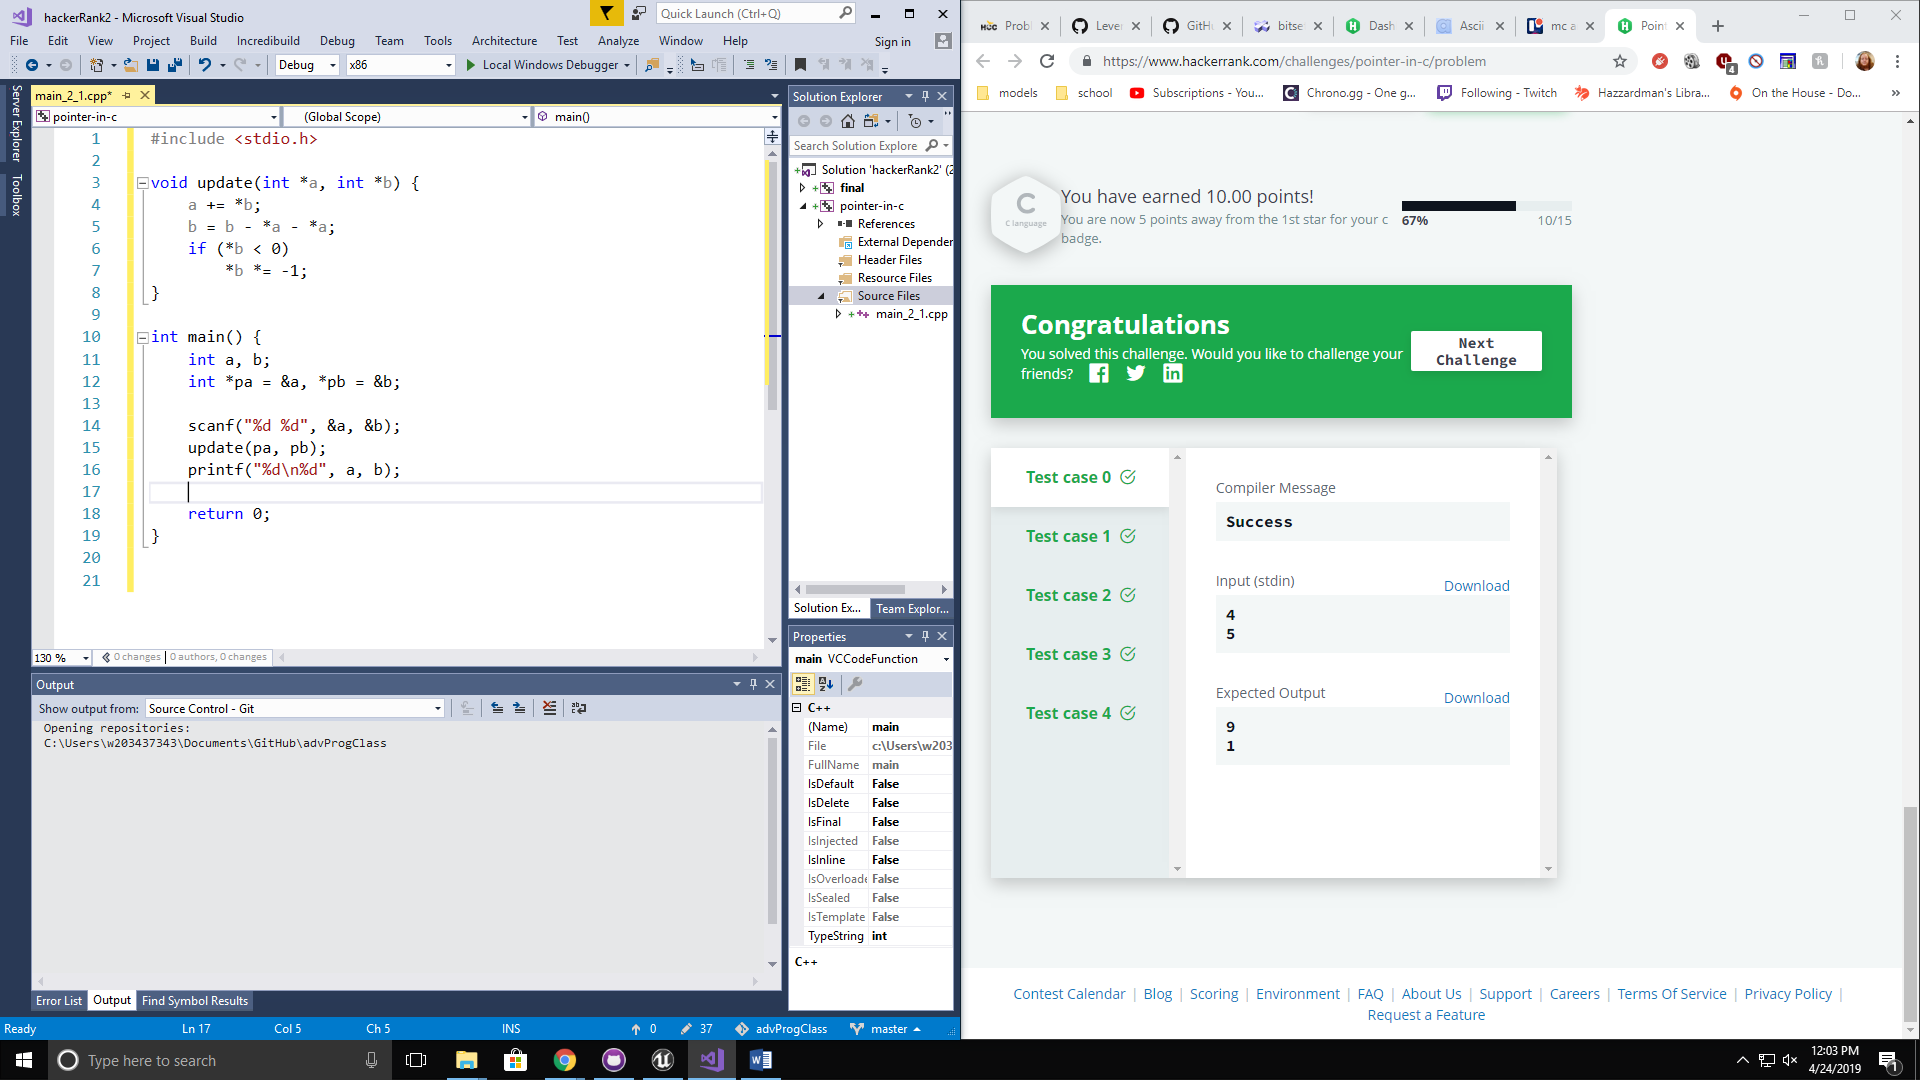 hackerRank2 - Microsoft Visual Studio
Quick Launch (Ctrl+Q)
File Edit View Project Build Incredibuild Debug Team Tools Architecture Test Analyze Window Help
Sign in
Debug x86 Local Windows Debugger
Server Explorer
Toolbox
main_2_1.cpp*
pointer-in-c (Global Scope) main()
1 #include <stdio.h>
2
3 void update(int *a, int *b) {
4 a += *b;
5 b = b - *a - *a;
6 if (*b < 0)
7 *b *= -1;
8 }
9
10 int main() {
11 int a, b;
12 int *pa = &a, *pb = &b;
13
14 scanf("%d %d", &a, &b);
15 update(pa, pb);
16 printf("%d\n%d", a, b);
17
18 return 0;
19 }
20
21
130 % 0 changes | 0 authors, 0 changes
Output
Show output from: Source Control - Git
Opening repositories:
C:\Users\w203437343\Documents\GitHub\advProgClass
Error List Output Find Symbol Results
Solution Explorer
Search Solution Explore
Solution 'hackerRank2' (2
final
pointer-in-c
References
External Depender
Header Files
Resource Files
Source Files
main_2_1.cpp
Solution Ex... Team Explor...
Properties
main VCCodeFunction
C++
(Name) main
File c:\Users\w203
FullName main
IsDefault False
IsDelete False
IsFinal False
IsInjected False
IsInline False
IsOverloade False
IsSealed False
IsTemplate False
TypeString int
C++
Ready Ln 17 Col 5 Ch 5 INS 0 37 advProgClass master
Probl Lever GitHu bitse Dash Ascii mc a Point
https://www.hackerrank.com/challenges/pointer-in-c/problem
4
models school Subscriptions - You... Chrono.gg - One g... Following - Twitch Hazzardman's Libra... On the House - Do... »
C
C language
You have earned 10.00 points!
You are now 5 points away from the 1st star for your c
badge.
67% 10/15
Congratulations
You solved this challenge. Would you like to challenge your
friends?
Next
Challenge
Test case 0
Test case 1
Test case 2
Test case 3
Test case 4
Compiler Message
Success
Input (stdin) Download
4
5
Expected Output Download
9
1
Contest Calendar | Blog | Scoring | Environment | FAQ | About Us | Support | Careers | Terms Of Service | Privacy Policy |
Request a Feature
Type here to search
12:03 PM
4/24/2019
1